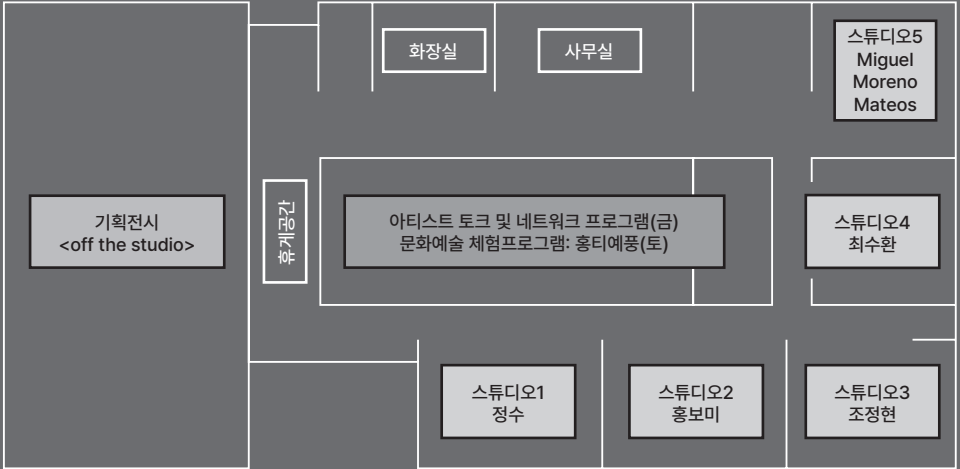 화장실
사무실
스튜디오5
Miguel
Moreno
Mateos
기획전시
<off the studio>
휴게공간
아티스트 토크 및 네트워크 프로그램(금)
문화예술 체험프로그램: 홍티예풍(토)
스튜디오4
최수환
스튜디오1
정수
스튜디오2
홍보미
스튜디오3
조정현